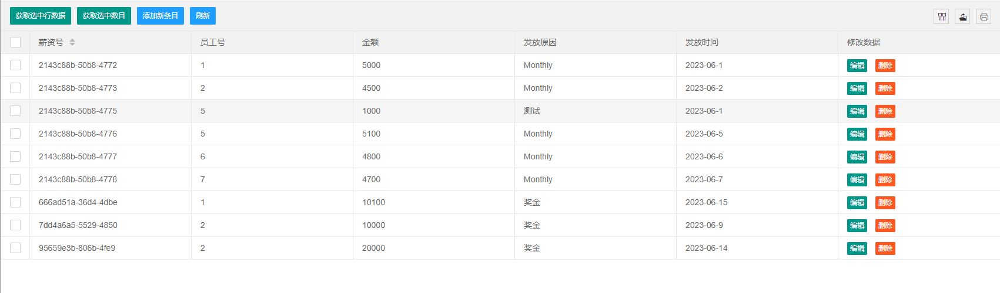 获取选中行数据 获取选中数目 添加新条目 刷新
薪资号 员工号 金额 发放原因 发放时间 修改数据
2143c88b-50b8-4772 1 5000 Monthly 2023-06-1 编辑 删除
2143c88b-50b8-4773 2 4500 Monthly 2023-06-2 编辑 删除
2143c88b-50b8-4775 5 1000 测试 2023-06-1 编辑 删除
2143c88b-50b8-4776 5 5100 Monthly 2023-06-5 编辑 删除
2143c88b-50b8-4777 6 4800 Monthly 2023-06-6 编辑 删除
2143c88b-50b8-4778 7 4700 Monthly 2023-06-7 编辑 删除
666ad51a-36d4-4dbe 1 10100 奖金 2023-06-15 编辑 删除
7dd4a6a5-5529-4850 2 10000 奖金 2023-06-9 编辑 删除
95659e3b-806b-4fe9 2 20000 奖金 2023-06-14 编辑 删除